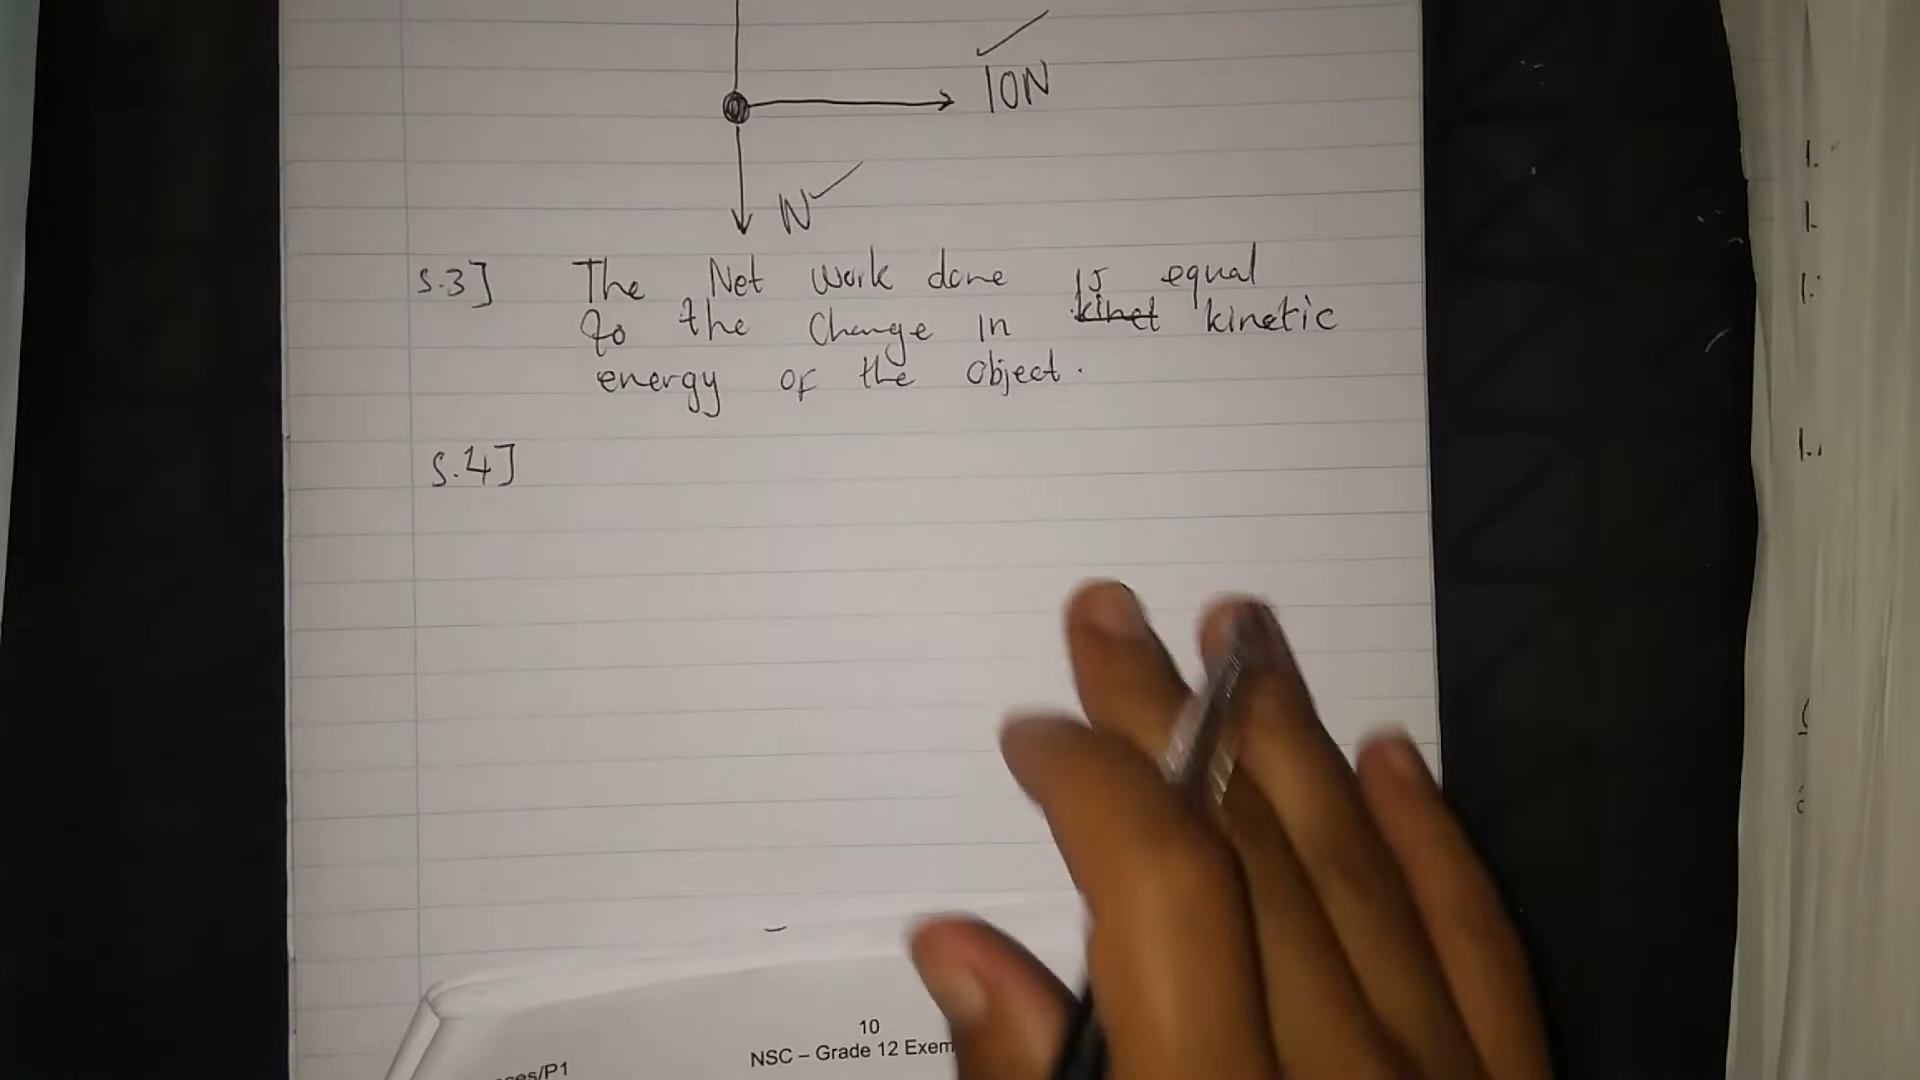 10N
W
5.3] The Net work done is equal
to the change in kinet kinetic
energy of the object.
5.4]
10
NSC – Grade 12 Exem
ces/P1